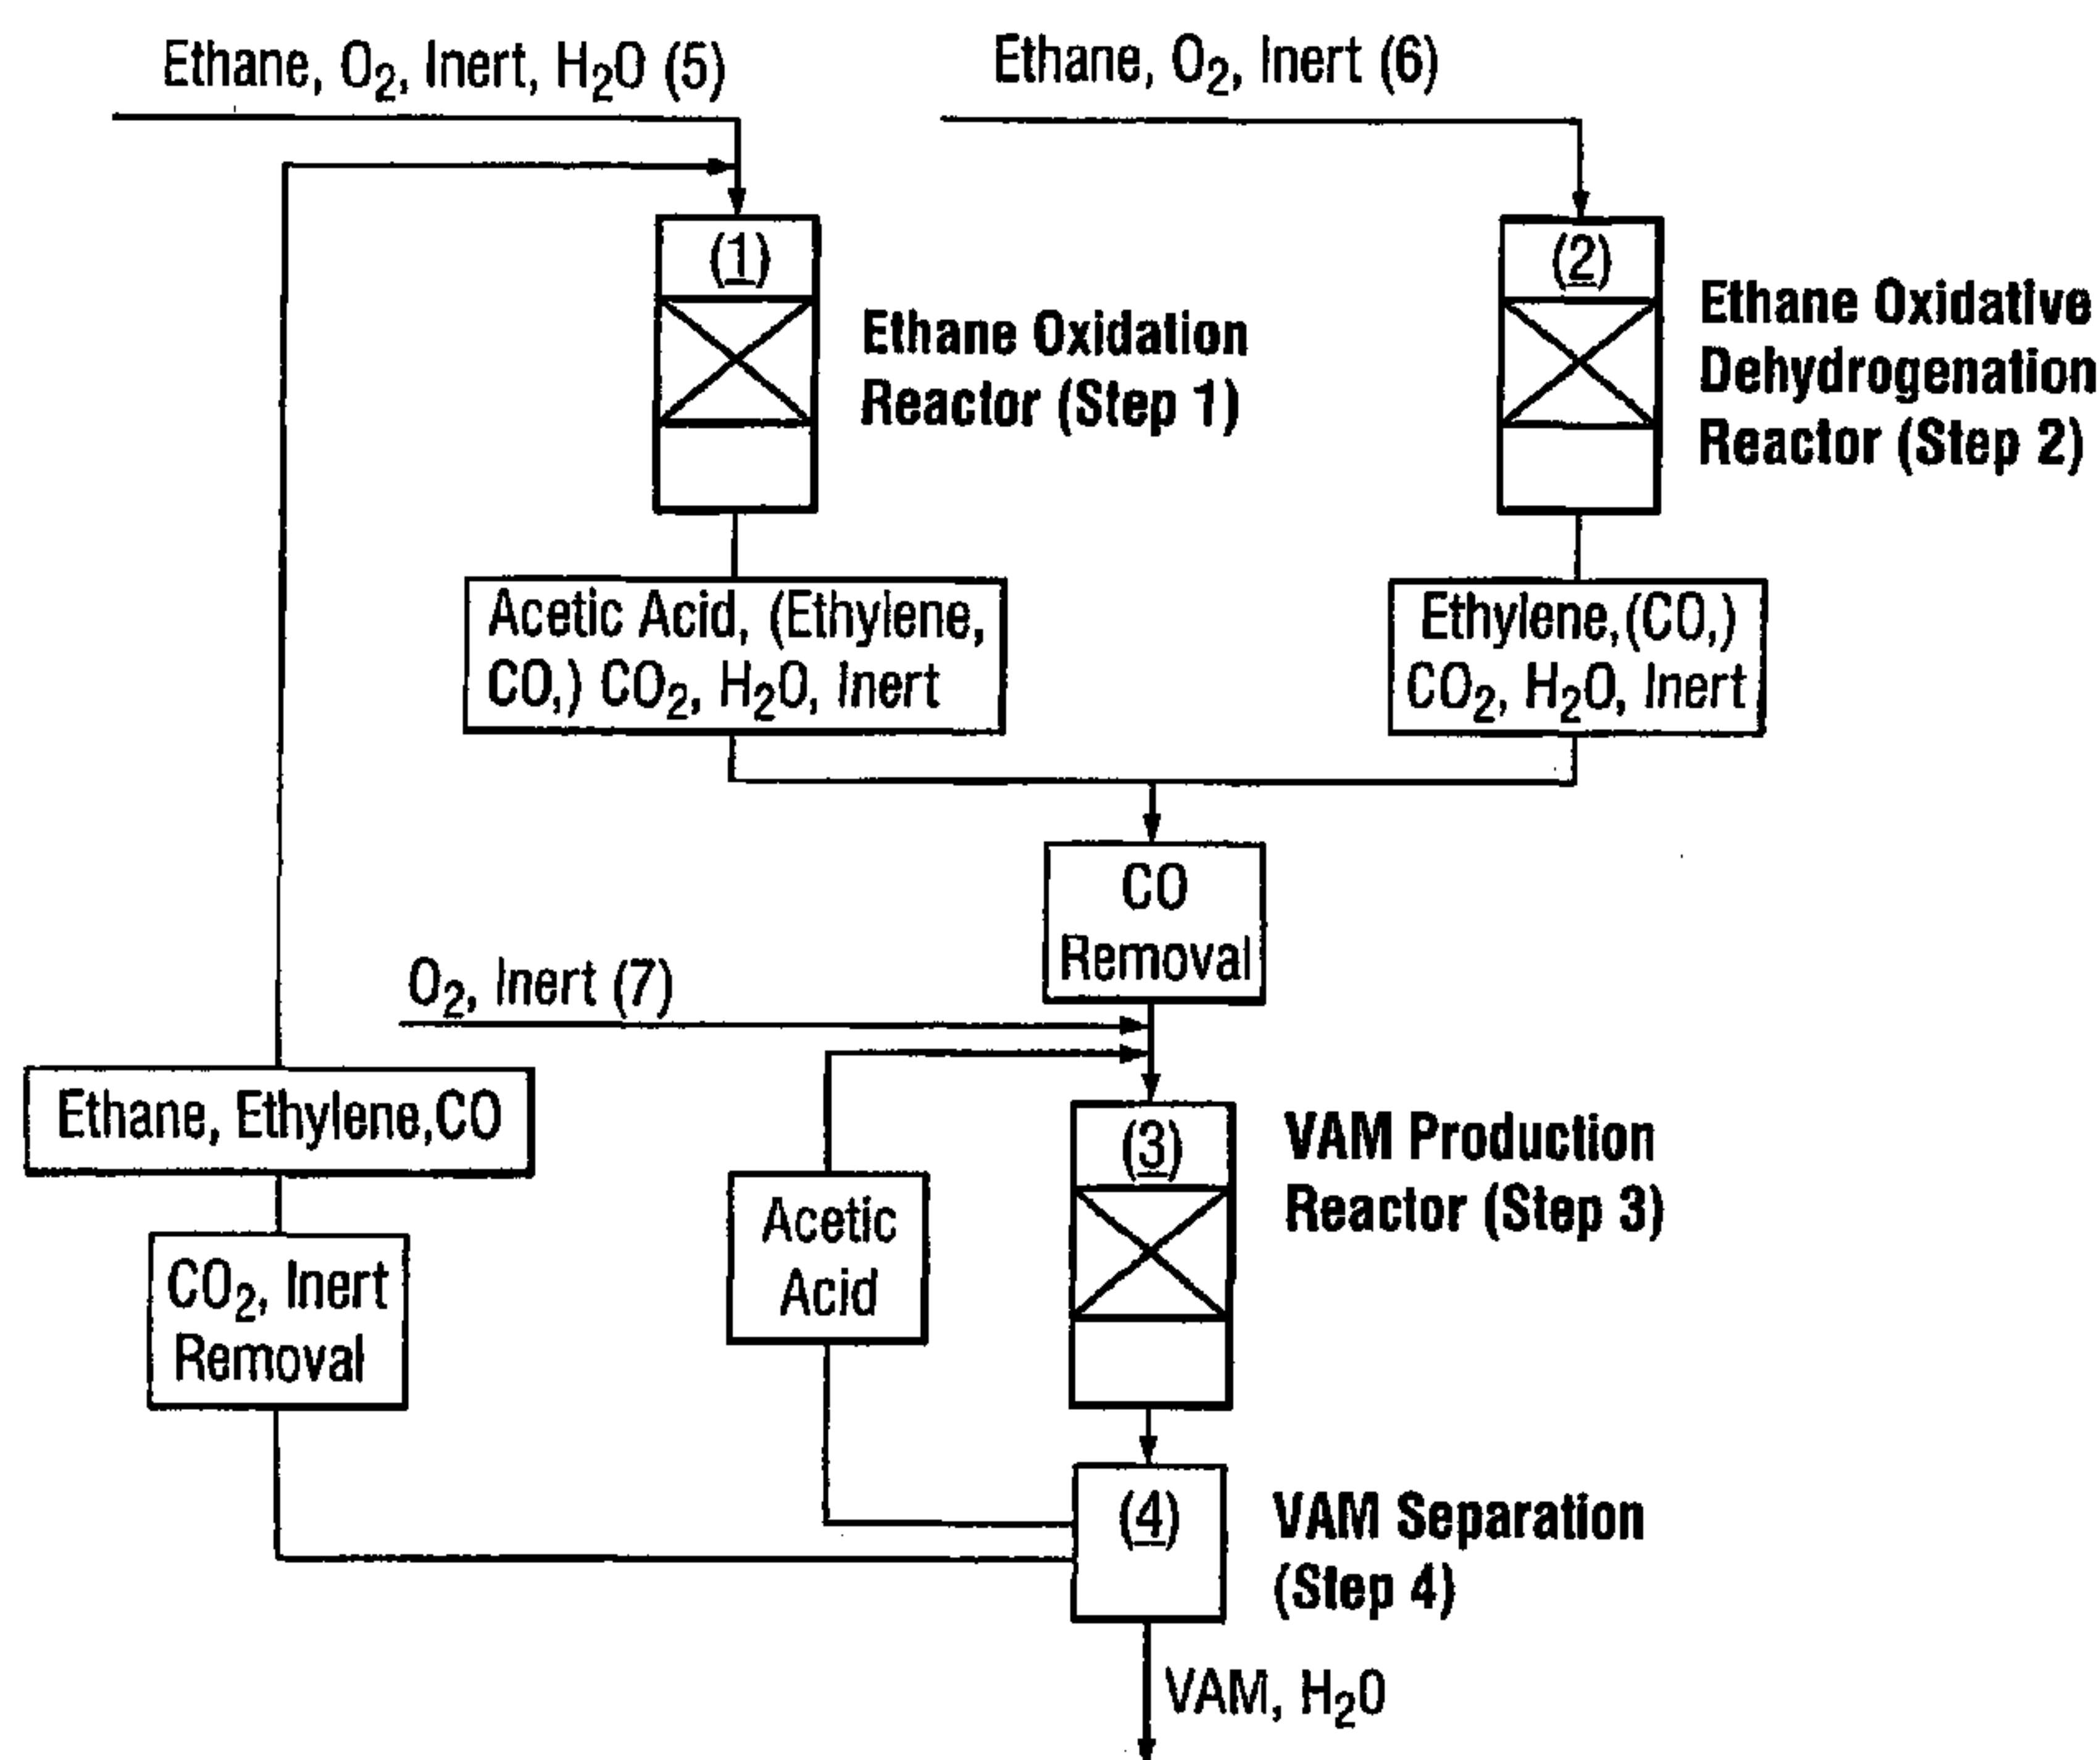 Ethane, O₂, Inert, H₂O (5)
Ethane, O₂, Inert (6)
(1)
(2)
Ethane Oxidation
Reactor (Step 1)
Ethane Oxidative
Dehydrogenation
Reactor (Step 2)
Acetic Acid, (Ethylene,
CO,) CO₂, H₂O, Inert
Ethylene,(CO,)
CO₂, H₂O, Inert
CO
Removal
O₂, Inert (7)
Ethane, Ethylene,CO
(3)
VAM Production
Reactor (Step 3)
Acetic
Acid
CO₂, Inert
Removal
(4)
VAM Separation
(Step 4)
VAM, H₂O